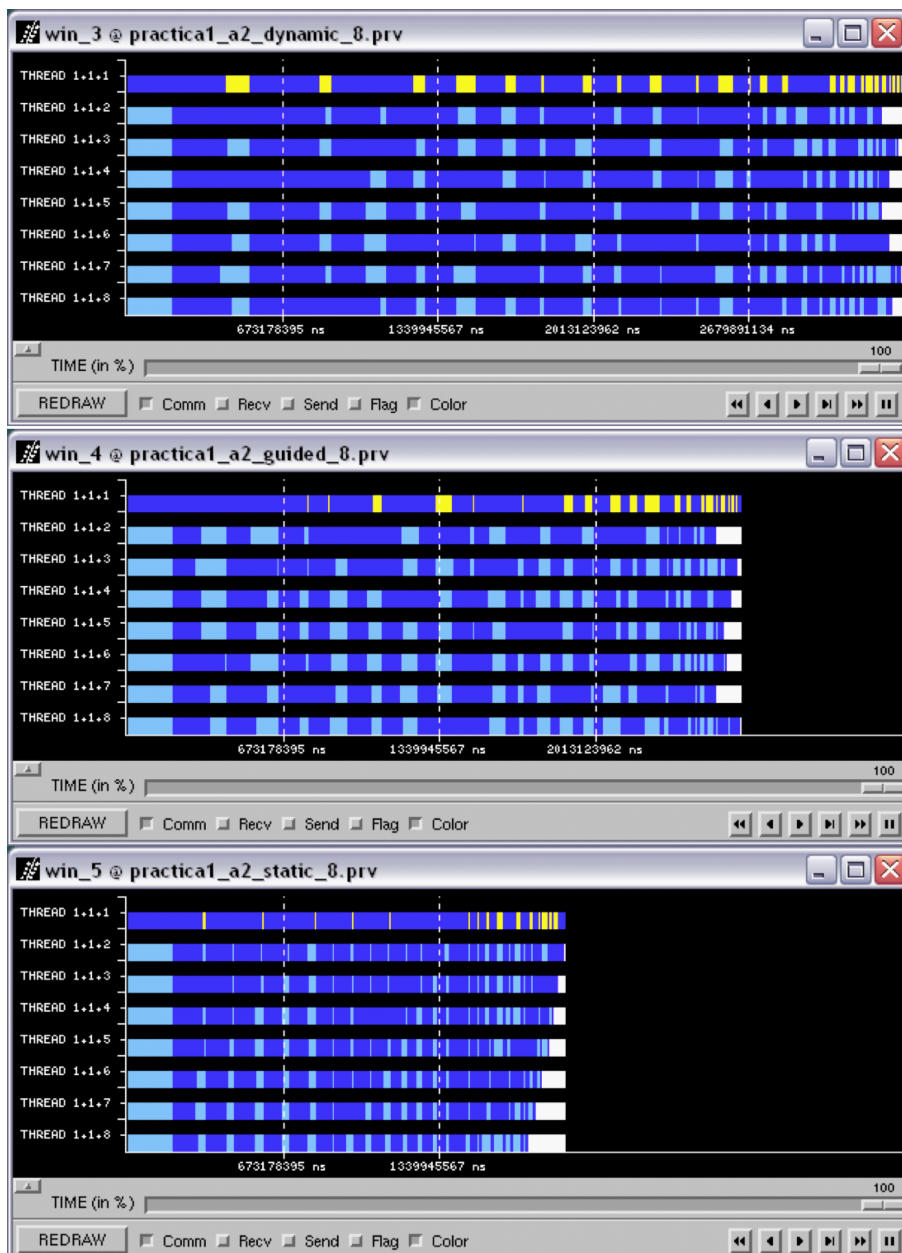 win_3 @ practica1_a2_dynamic_8.prv
THREAD 1+1+1
THREAD 1+1+2
THREAD 1+1+3
THREAD 1+1+4
THREAD 1+1+5
THREAD 1+1+6
THREAD 1+1+7
THREAD 1+1+8
673178395 ns 1339945567 ns 2013123962 ns 2679891134 ns
100
TIME (in %)
REDRAW Comm Recv Send Flag Color
win_4 @ practica1_a2_guided_8.prv
THREAD 1+1+1
THREAD 1+1+2
THREAD 1+1+3
THREAD 1+1+4
THREAD 1+1+5
THREAD 1+1+6
THREAD 1+1+7
THREAD 1+1+8
673178395 ns 1339945567 ns 2013123962 ns
100
TIME (in %)
REDRAW Comm Recv Send Flag Color
win_5 @ practica1_a2_static_8.prv
THREAD 1+1+1
THREAD 1+1+2
THREAD 1+1+3
THREAD 1+1+4
THREAD 1+1+5
THREAD 1+1+6
THREAD 1+1+7
THREAD 1+1+8
673178395 ns 1339945567 ns
100
TIME (in %)
REDRAW Comm Recv Send Flag Color